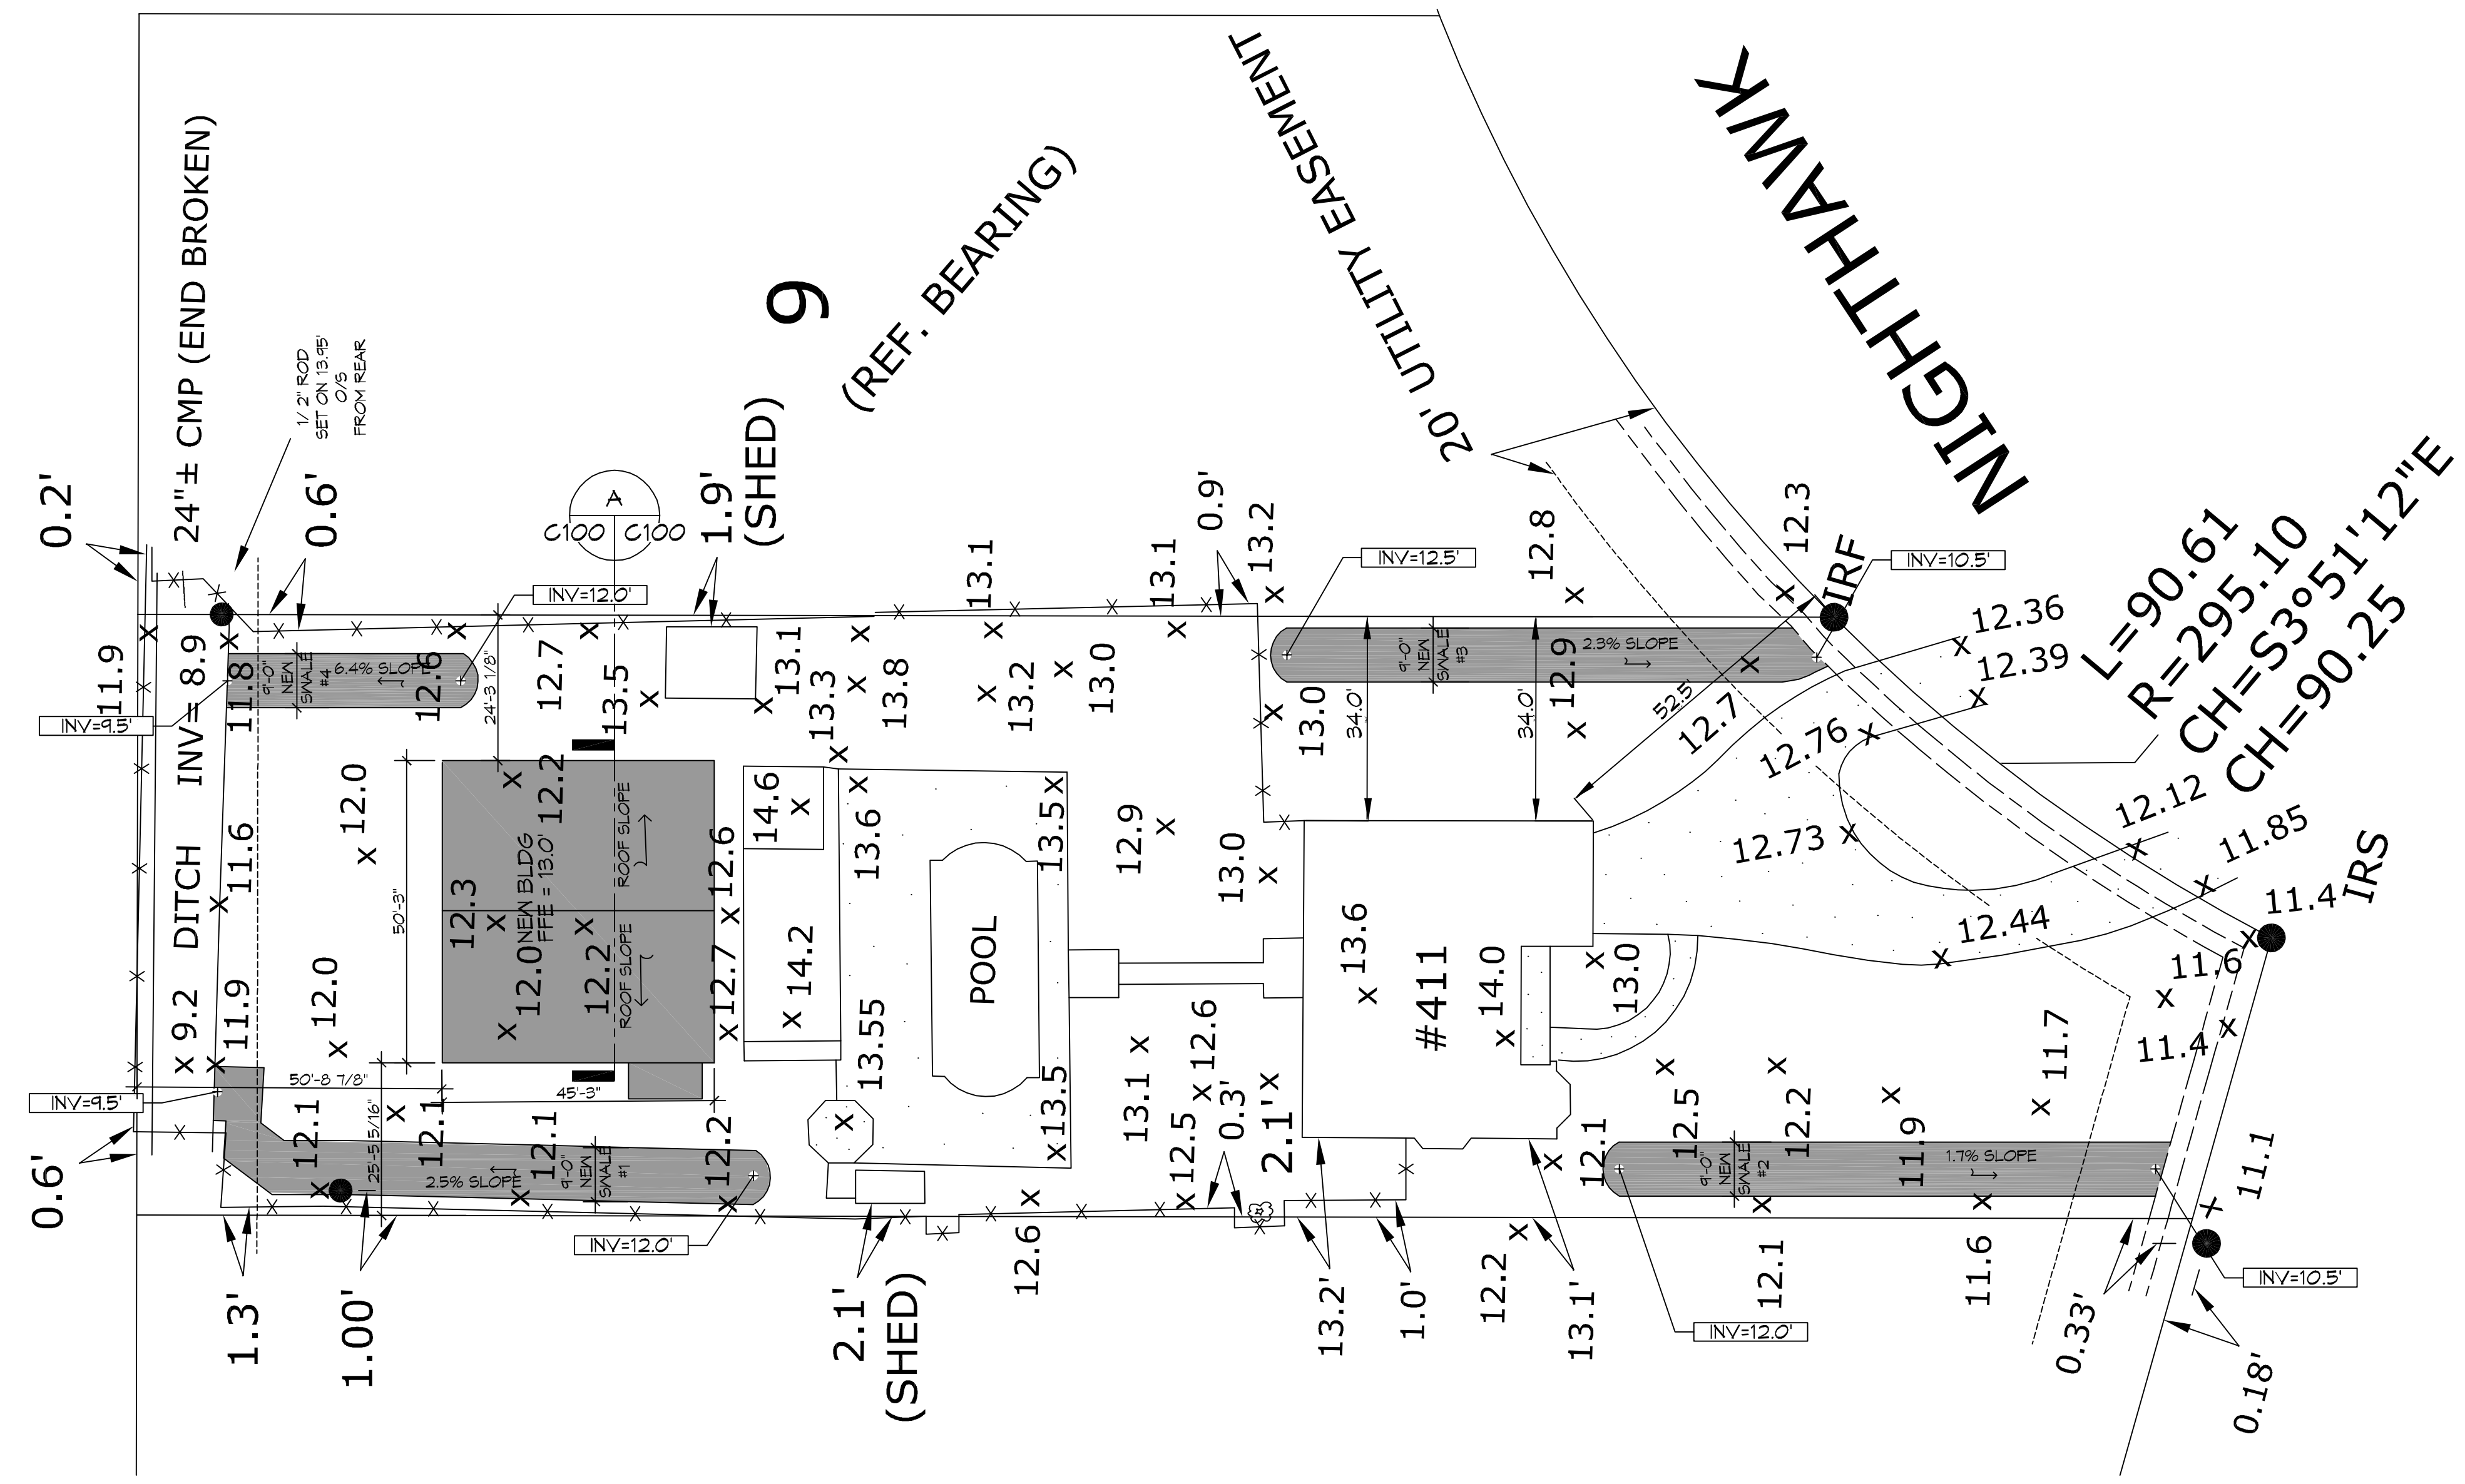 24"± CMP (END BROKEN)
1/ 2" ROD
SET ON 13.95'
O/S
FROM REAR
0.2'
0.6'
9
(REF. BEARING)
1.9'
(SHED)
A
C100
C100
20' UTILITY EASEMENT
NIGHTHAWK
L=90.61
R=295.10
CH=S3°51'12"E
CH=90.25
IRF
IRS
INV=12.0'
INV=12.5'
INV=10.5'
INV=9.5'
13.1
13.1
0.9'
13.2
12.8
12.3
12.36
12.39
11.9
INV= 8.9
11.8
9'-0"
NEW
SWALE
#4
6.4% SLOPE
12.6
24'-3 1/8"
12.7
13.5
13.1
13.3
13.8
13.2
13.0
13.0
34.0'
9'-0"
NEW
SWALE
#3
2.3% SLOPE
34.0'
12.9
52.5'
12.7
12.76
12.73
12.12
11.85
11.4
12.44
11.6
11.4
11.7
DITCH
9.2
11.6
11.9
12.0
12.0
50'-3"
12.3
12.2
NEW BLDG
FFE = 13.0'
12.0
12.2
ROOF SLOPE
ROOF SLOPE
12.6
12.7
14.6
14.2
13.6
13.55
POOL
13.5
13.5
12.9
13.0
13.1
12.6
12.5
0.3'
2.1'
13.6
#411
14.0
13.0
12.1
12.5
12.2
11.9
11.1
INV=9.5'
50'-8 7/8"
45'-3"
25'-5 15/16"
12.1
12.1
12.1
12.2
2.5% SLOPE
9'-0"
NEW
SWALE
#1
INV=12.0'
9'-0"
NEW
SWALE
#2
1.7% SLOPE
INV=12.0'
INV=10.5'
0.6'
1.3'
1.00'
2.1'
(SHED)
12.6
13.2'
1.0'
12.2
13.1'
12.1
11.6
0.33'
0.18'